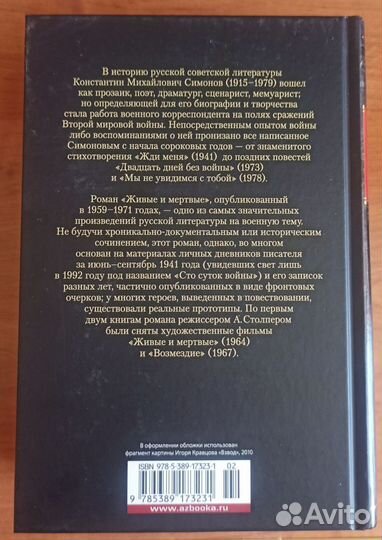 В историю русской советской литературы
Константин Михайлович Симонов (1915–1979) вошел
как прозаик, поэт, драматург, сценарист, мемуарист;
но определяющей для его биографии и творчества
стала работа военного корреспондента на полях сражений
Второй мировой войны. Непосредственным опытом войны
либо воспоминаниями о ней пронизано все написанное
Симоновым с начала сороковых годов — от знаменитого
стихотворения «Жди меня» (1941) до поздних повестей
«Двадцать дней без войны» (1973)
и «Мы не увидимся с тобой» (1978).
Роман «Живые и мертвые», опубликованный
в 1959–1971 годах, — одно из самых значительных
произведений русской литературы на военную тему.
Не будучи хроникально-документальным или историческим
сочинением, этот роман, однако, во многом
основан на материалах личных дневников писателя
за июнь–сентябрь 1941 года (увидевших свет лишь
в 1992 году под названием «Сто суток войны») и его записок
разных лет, частично опубликованных в виде фронтовых
очерков; у многих героев, выведенных в повествовании,
существовали реальные прототипы. По первым
двум книгам романа режиссером А.Столпером
были сняты художественные фильмы
«Живые и мертвые» (1964)
и «Возмездие» (1967).
В оформлении обложки использован
фрагмент картины Игоря Кравцова «Взвод», 2010
ISBN 978-5-389-17323-1
02
9 785389 173231
www.azbooka.ru
Avito